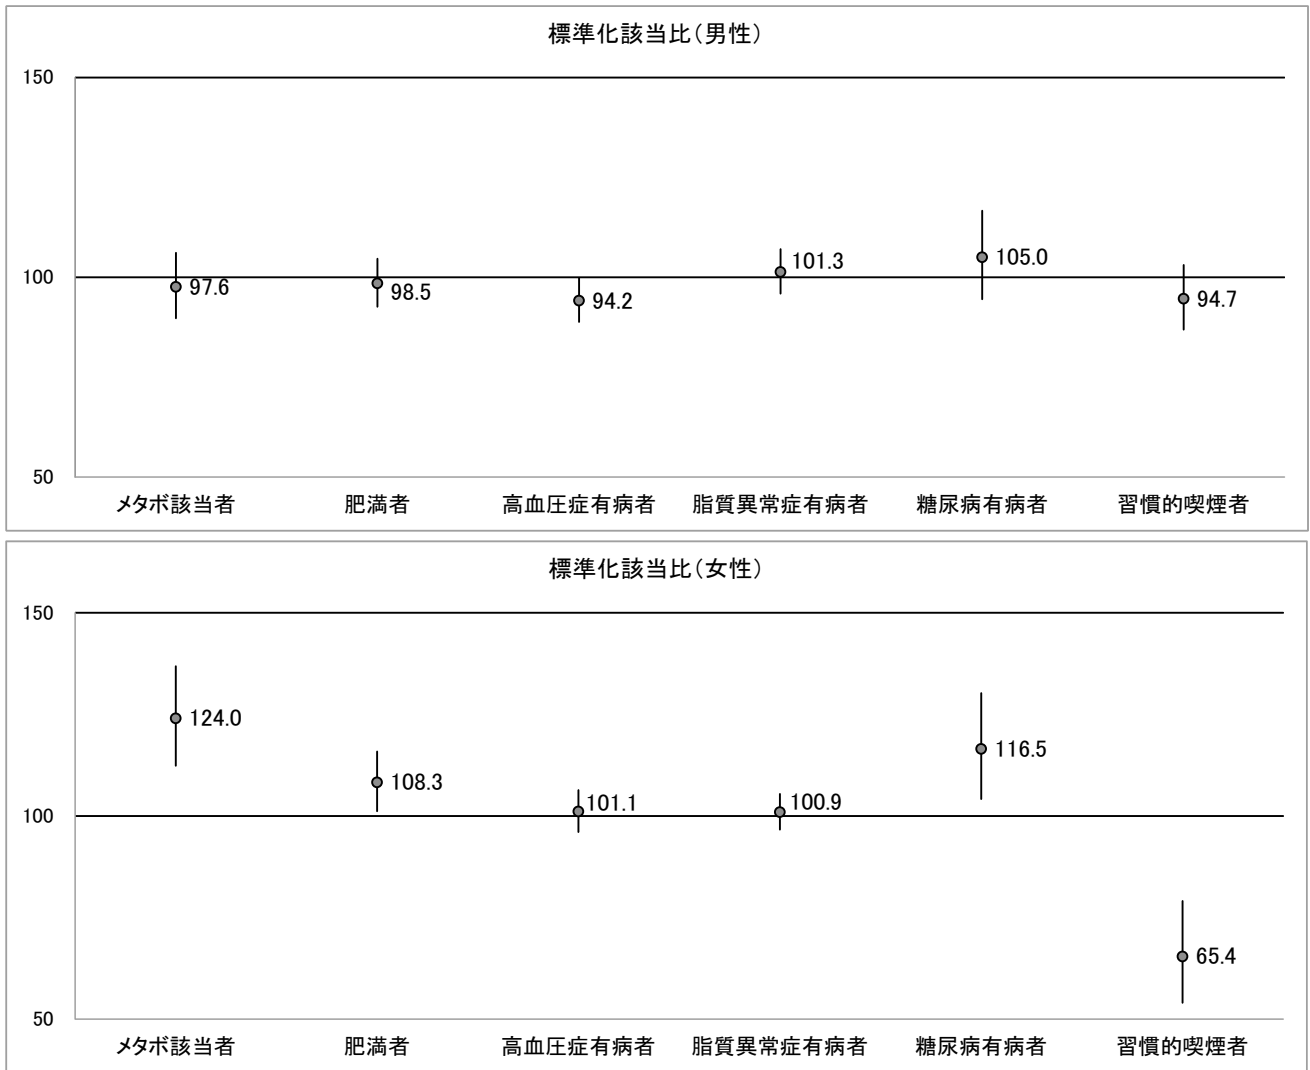 標準化該当比（男性）
150
100
50
97.6
98.5
94.2
101.3
105.0
94.7
メタボ該当者
肥満者
高血圧症有病者
脂質異常症有病者
糖尿病有病者
習慣的喫煙者
標準化該当比（女性）
150
100
50
124.0
108.3
101.1
100.9
116.5
65.4
メタボ該当者
肥満者
高血圧症有病者
脂質異常症有病者
糖尿病有病者
習慣的喫煙者